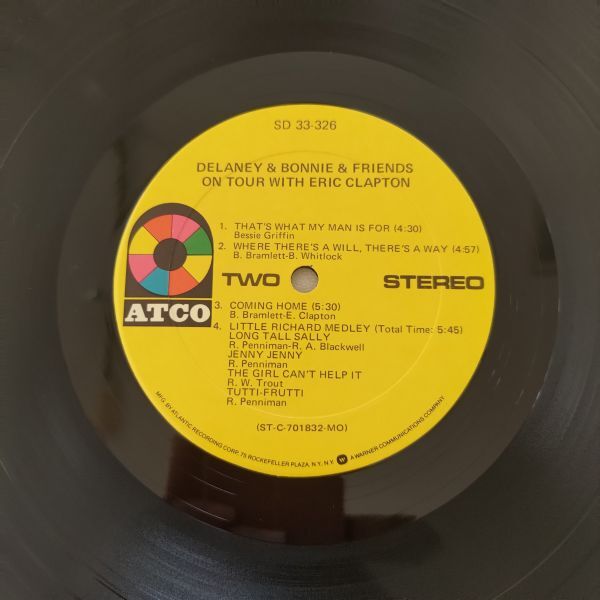 SD 33-326
DELANEY & BONNIE & FRIENDS
ON TOUR WITH ERIC CLAPTON
1. THAT'S WHAT MY MAN IS FOR (4:30)
Bessie Griffin
2. WHERE THERE'S A WILL, THERE'S A WAY (4:57)
B. Bramlett-B. Whitlock
TWO STEREO
ATCO
3. COMING HOME (5:30)
B. Bramlett-E. Clapton
4. LITTLE RICHARD MEDLEY (Total Time: 5:45)
LONG TALL SALLY
R. Penniman-R. A. Blackwell
JENNY JENNY
R. Penniman
THE GIRL CAN'T HELP IT
R. W. Trout
TUTTI-FRUTTI
R. Penniman
(ST-C-701832-MO)
MFG. BY ATLANTIC RECORDING CORP. 75 ROCKEFELLER PLAZA, N.Y. N.Y. W A WARNER COMMUNICATIONS COMPANY